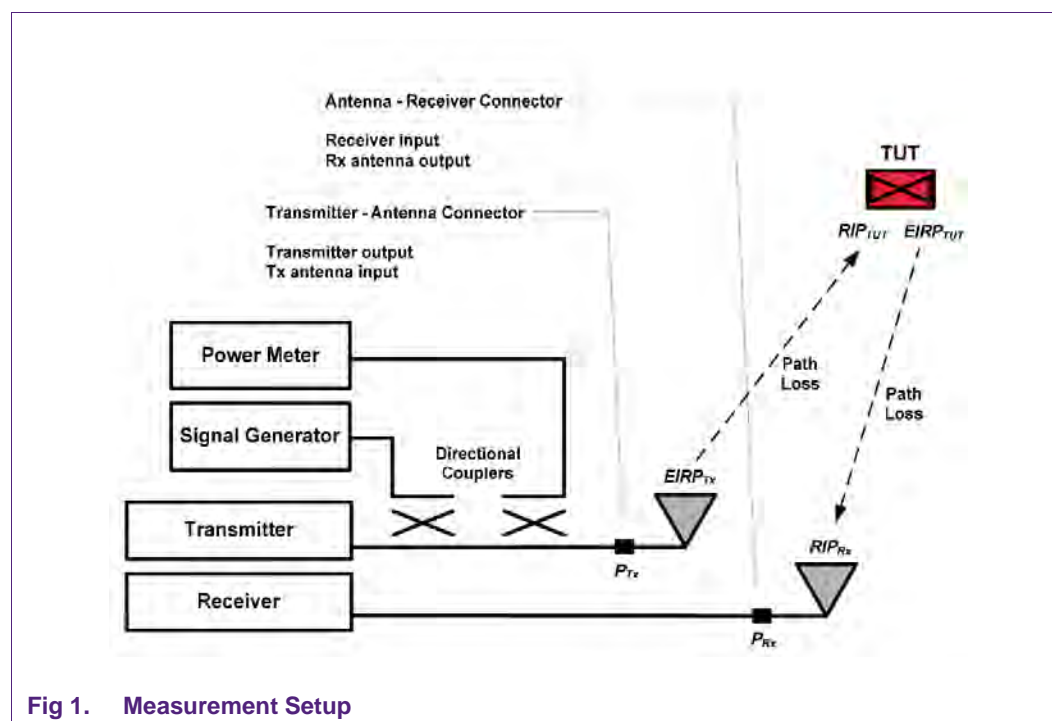 Antenna - Receiver Connector
Receiver input
Rx antenna output
TUT
Transmitter - Antenna Connector
RIPTUT EIRPTUT
Transmitter output
Tx antenna input
Power Meter
Path
Loss
Path
Loss
Signal Generator
Directional
Couplers
EIRPTx
Transmitter
RIPRx
PTx
Receiver
PRx
Fig 1. Measurement Setup